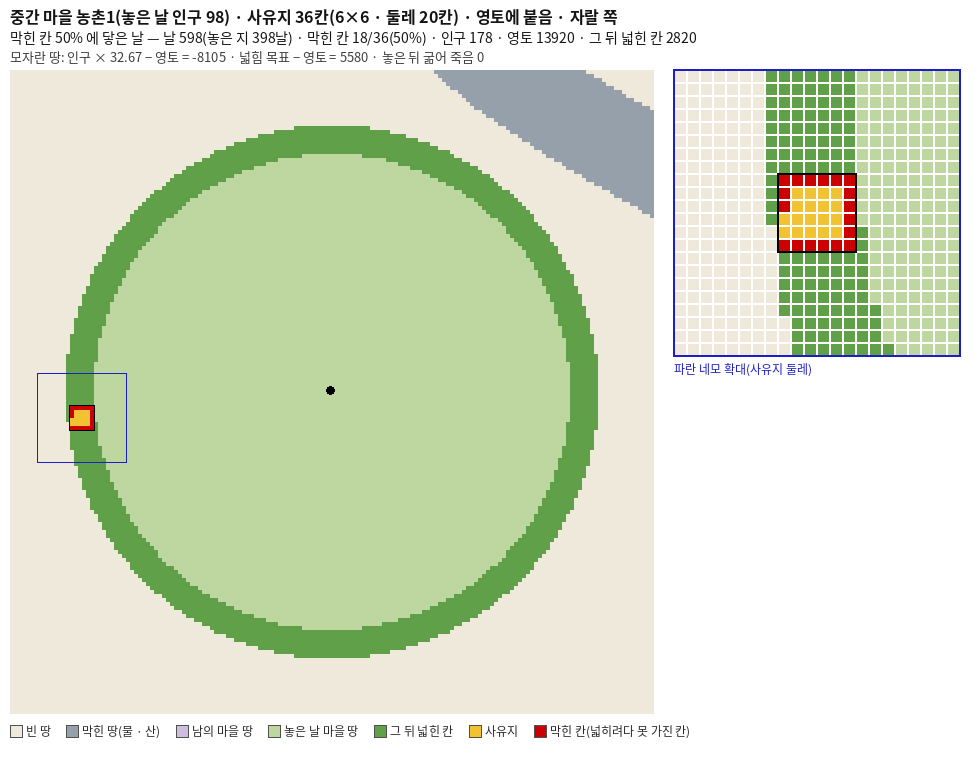 중간 마을 농촌1(놓은 날 인구 98) · 사유지 36칸(6×6 · 둘레 20칸) · 영토에 붙음 · 자랄 쪽
막힌 칸 50% 에 닿은 날 — 날 598(놓은 지 398날) · 막힌 칸 18/36(50%) · 인구 178 · 영토 13920 · 그 뒤 넓힌 칸 2820
모자란 땅: 인구 × 32.67 − 영토 = -8105 · 넓힘 목표 − 영토 = 5580 · 놓은 뒤 굶어 죽음 0
파란 네모 확대(사유지 둘레)
빈 땅 막힌 땅(물 · 산) 남의 마을 땅 놓은 날 마을 땅 그 뒤 넓힌 칸 사유지 막힌 칸(넓히려다 못 가진 칸)